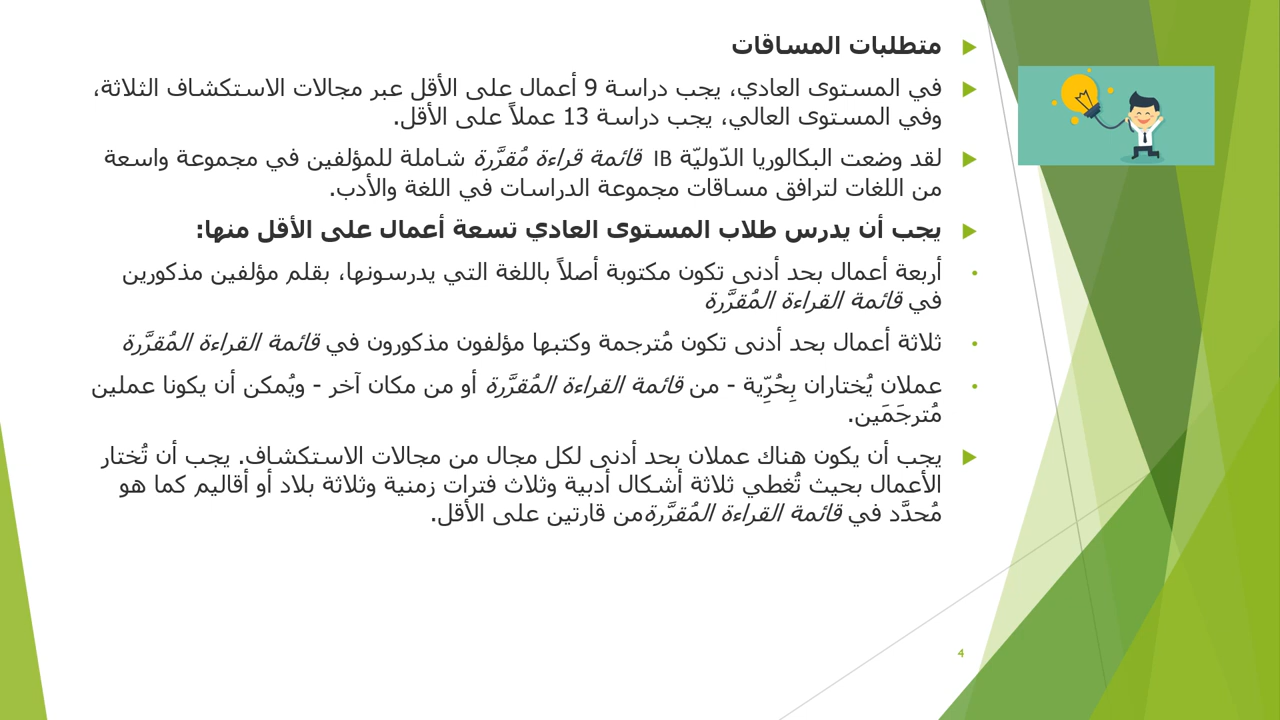 متطلبات المساقات
في المستوى العادي، يجب دراسة 9 أعمال على الأقل عبر مجالات الاستكشاف الثلاثة،
وفي المستوى العالي، يجب دراسة 13 عملاً على الأقل.
لقد وضعت البكالوريا الدّوليّة IB قائمة قراءة مُقرَّرة شاملة للمؤلفين في مجموعة واسعة
من اللغات لترافق مساقات مجموعة الدراسات في اللغة والأدب.
يجب أن يدرس طلاب المستوى العادي تسعة أعمال على الأقل منها:
أربعة أعمال بحد أدنى تكون مكتوبة أصلاً باللغة التي يدرسونها، بقلم مؤلفين مذكورين
في قائمة القراءة المُقرَّرة
ثلاثة أعمال بحد أدنى تكون مُترجمة وكتبها مؤلفون مذكورون في قائمة القراءة المُقرَّرة
عملان يُختاران بِحُرِّية - من قائمة القراءة المُقرَّرة أو من مكان آخر - ويُمكن أن يكونا عملين
مُترجَمَين.
يجب أن يكون هناك عملان بحد أدنى لكل مجال من مجالات الاستكشاف. يجب أن تُختار
الأعمال بحيث تُغطي ثلاثة أشكال أدبية وثلاث فترات زمنية وثلاثة بلاد أو أقاليم كما هو
مُحدَّد في قائمة القراءة المُقرَّرةمن قارتين على الأقل.
4